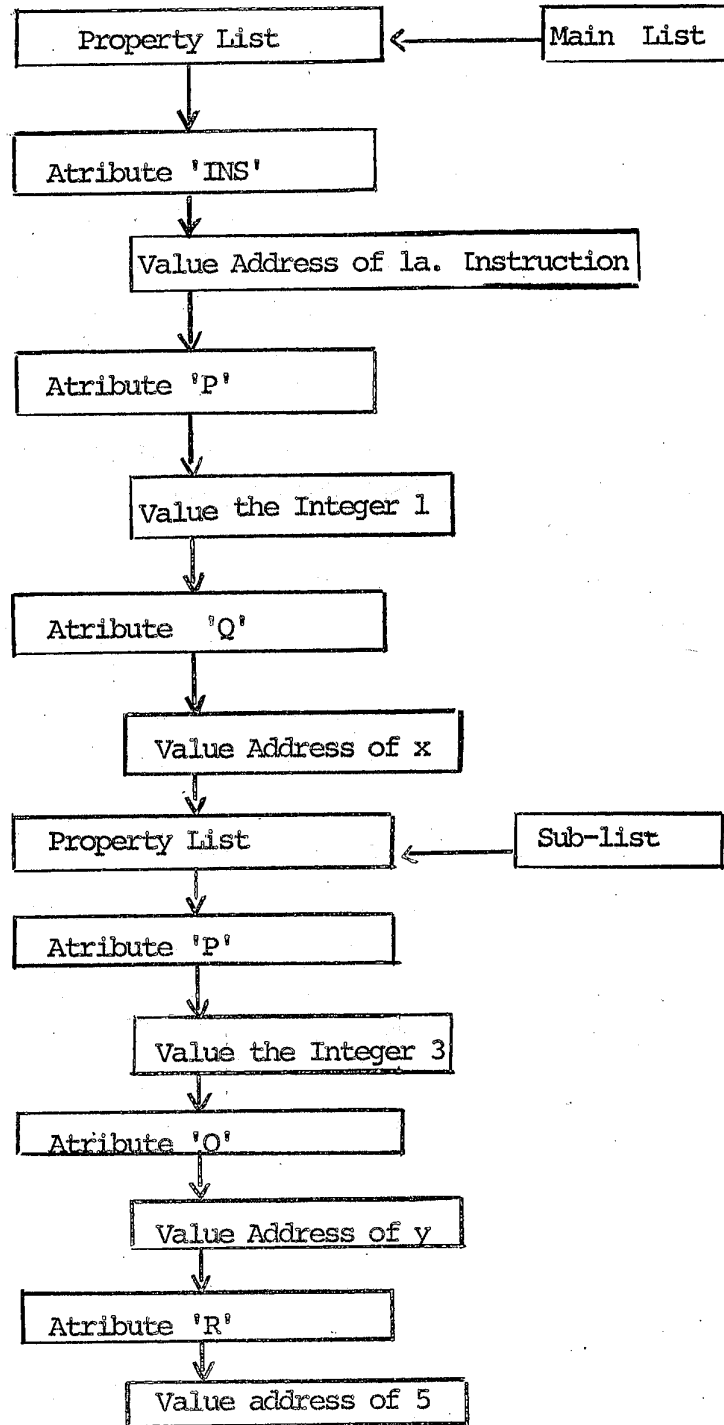 Property List
Main List
Atribute 'INS'
Value Address of la. Instruction
Atribute 'P'
Value the Integer 1
Atribute 'Q'
Value Address of x
Property List
Sub-list
Atribute 'P'
Value the Integer 3
Atribute 'O'
Value Address of y
Atribute 'R'
Value address of 5